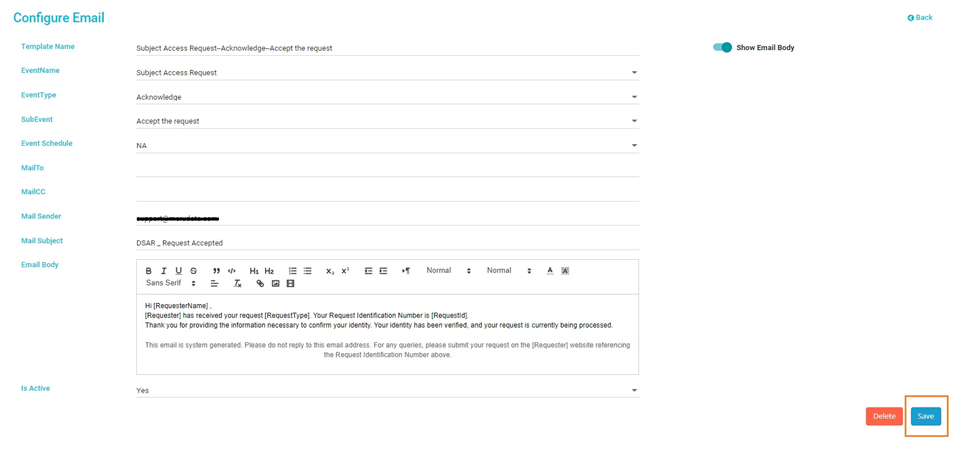 Configure Email
Back
Template Name
Subject Access Request--Acknowledge--Accept the request
Show Email Body
EventName
Subject Access Request
EventType
Acknowledge
SubEvent
Accept the request
Event Schedule
NA
MailTo
MailCC
Mail Sender
Mail Subject
DSAR _ Request Accepted
Email Body
B I U S ” </> H1 H2 X₂ X² Normal Normal A A
Sans Serif
Hi [RequesterName] ,
[Requester] has received your request [RequestType]. Your Request Identification Number is [RequestId].
Thank you for providing the information necessary to confirm your identity. Your identity has been verified, and your request is currently being processed.
This email is system generated. Please do not reply to this email address. For any queries, please submit your request on the [Requester] website referencing
the Request Identification Number above.
Is Active
Yes
Delete
Save